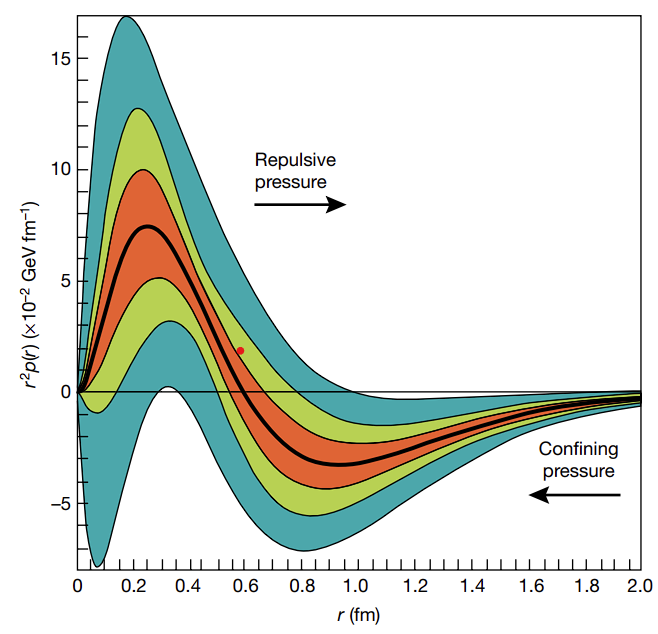 15
10
5
0
−5
r²p(r) (×10⁻² GeV fm⁻¹)
Repulsive
pressure
Confining
pressure
0 0.2 0.4 0.6 0.8 1.0 1.2 1.4 1.6 1.8 2.0
r (fm)